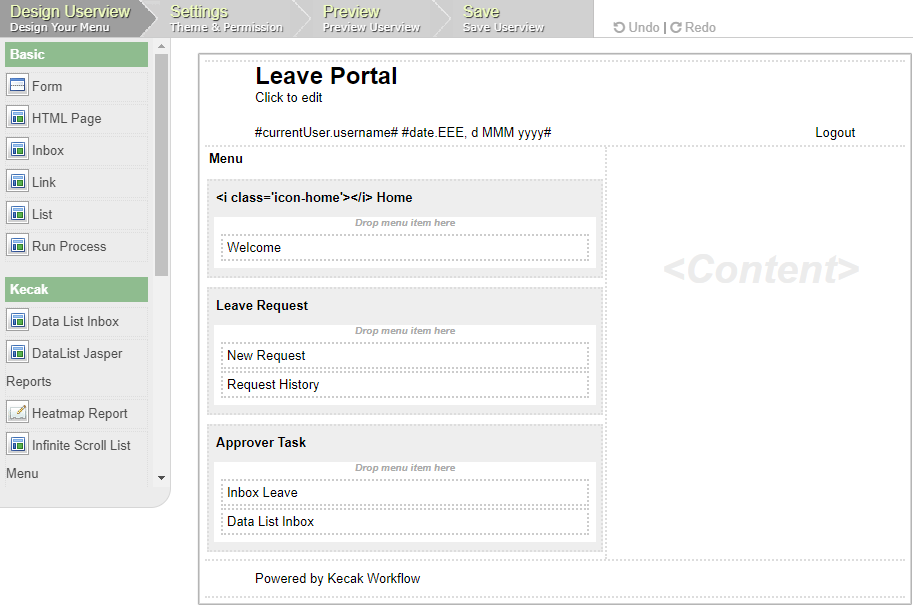 Design Userview
Design Your Menu
Settings
Theme & Permission
Preview
Preview Userview
Save
Save Userview
Undo | Redo
Basic
Form
HTML Page
Inbox
Link
List
Run Process
Kecak
Data List Inbox
DataList Jasper
Reports
Heatmap Report
Infinite Scroll List
Menu
Leave Portal
Click to edit
#currentUser.username# #date.EEE, d MMM yyyy#
Logout
Menu
<i class='icon-home'></i> Home
Drop menu item here
Welcome
Leave Request
Drop menu item here
New Request
Request History
Approver Task
Drop menu item here
Inbox Leave
Data List Inbox
<Content>
Powered by Kecak Workflow